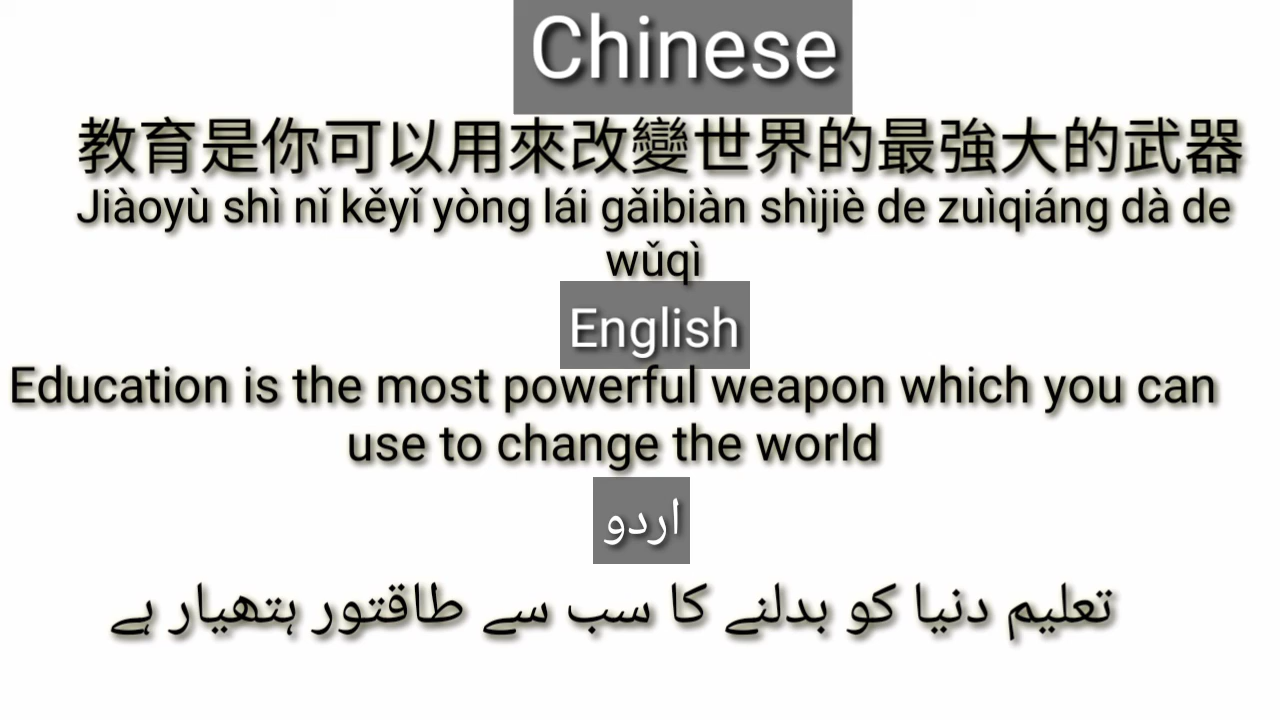 Chinese
教育是你可以用來改變世界的最強大的武器
Jiàoyù shì nǐ kěyǐ yòng lái gǎibiàn shìjiè de zuìqiáng dà de
wǔqì
English
Education is the most powerful weapon which you can
use to change the world
اردو
تعلیم دنیا کو بدلنے کا سب سے طاقتور ہتھیار ہے